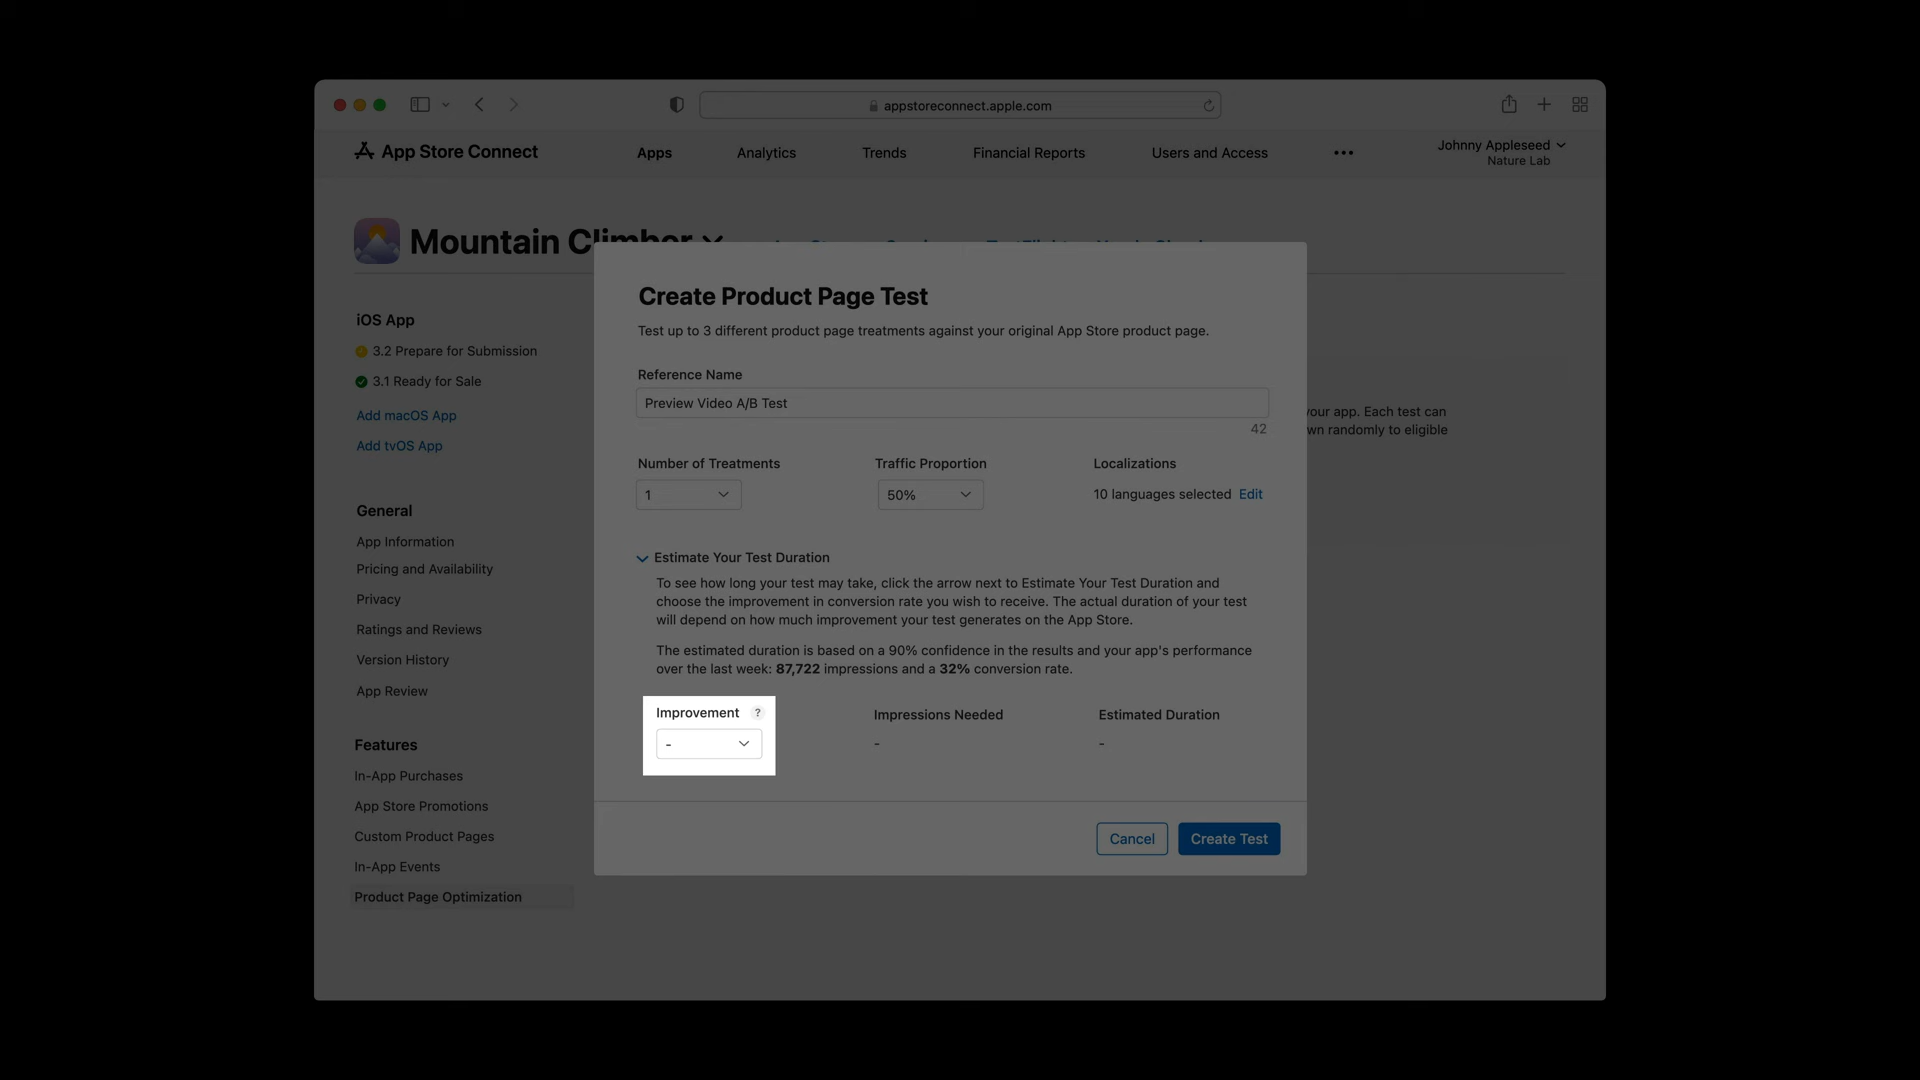 appstoreconnect.apple.com
App Store Connect
Apps
Analytics
Trends
Financial Reports
Users and Access
Johnny Appleseed
Nature Lab
Mountain Climber
iOS App
3.2 Prepare for Submission
3.1 Ready for Sale
Add macOS App
Add tvOS App
General
App Information
Pricing and Availability
Privacy
Ratings and Reviews
Version History
App Review
Features
In-App Purchases
App Store Promotions
Custom Product Pages
In-App Events
Product Page Optimization
Create Product Page Test
Test up to 3 different product page treatments against your original App Store product page.
Reference Name
Preview Video A/B Test
42
Number of Treatments
1
Traffic Proportion
50%
Localizations
10 languages selected Edit
Estimate Your Test Duration
To see how long your test may take, click the arrow next to Estimate Your Test Duration and
choose the improvement in conversion rate you wish to receive. The actual duration of your test
will depend on how much improvement your test generates on the App Store.
The estimated duration is based on a 90% confidence in the results and your app's performance
over the last week: 87,722 impressions and a 32% conversion rate.
Improvement ?
-
Impressions Needed
-
Estimated Duration
-
Cancel
Create Test
your app. Each test can
wn randomly to eligible